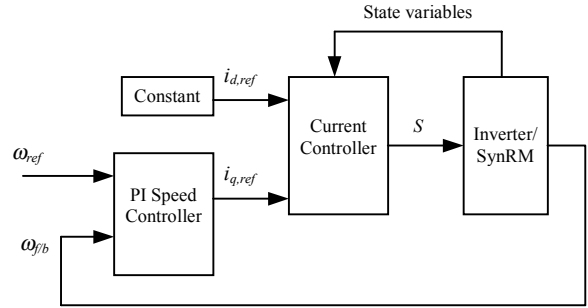 State variables
i_{d,ref}
Constant
Current
Controller
S
Inverter/
SynRM
ω_{ref}
PI Speed
Controller
i_{q,ref}
ω_{f/b}